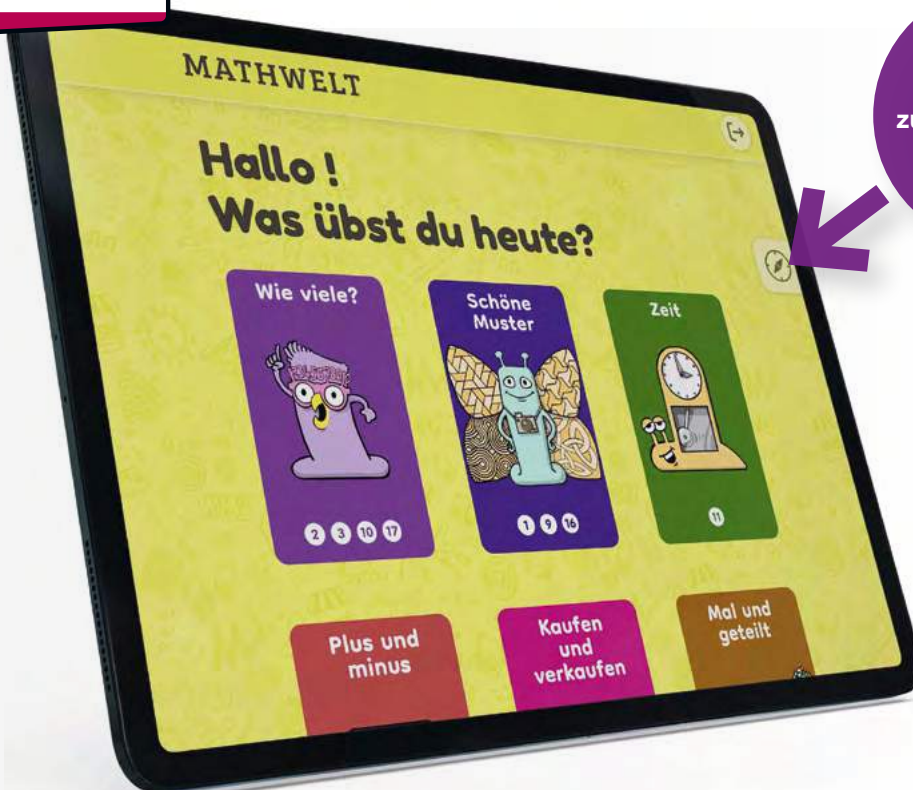 MATHWELT
Hallo !
Was übst du heute?
Wie viele?
2 3 10 17
Schöne
Muster
1 9 16
Zeit
11
Plus und
minus
Kaufen
und
verkaufen
Mal und
geteilt